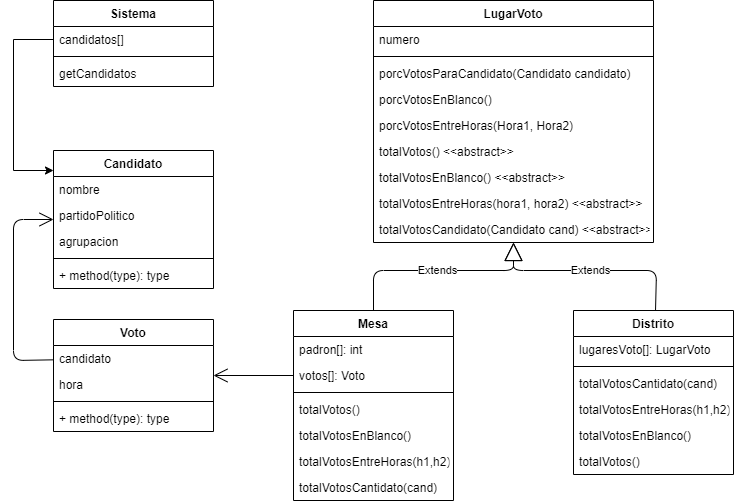 Sistema
candidatos[]
getCandidatos
Candidato
nombre
partidoPolitico
agrupacion
+ method(type): type
Voto
candidato
hora
+ method(type): type
LugarVoto
numero
porcVotosParaCandidato(Candidato candidato)
porcVotosEnBlanco()
porcVotosEntreHoras(Hora1, Hora2)
totalVotos() <<abstract>>
totalVotosEnBlanco() <<abstract>>
totalVotosEntreHoras(hora1, hora2) <<abstract>>
totalVotosCandidato(Candidato cand) <<abstract>>
Extends
Extends
Mesa
padron[]: int
votos[]: Voto
totalVotos()
totalVotosEnBlanco()
totalVotosEntreHoras(h1,h2)
totalVotosCantidato(cand)
Distrito
lugaresVoto[]: LugarVoto
totalVotosCantidato(cand)
totalVotosEntreHoras(h1,h2)
totalVotosEnBlanco()
totalVotos()